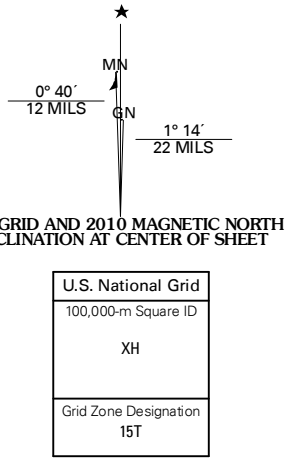 MN
0° 40´
12 MILS
GN
1° 14´
22 MILS
GRID AND 2010 MAGNETIC NORTH
CLINATION AT CENTER OF SHEET
U.S. National Grid
100,000-m Square ID
XH
Grid Zone Designation
15T